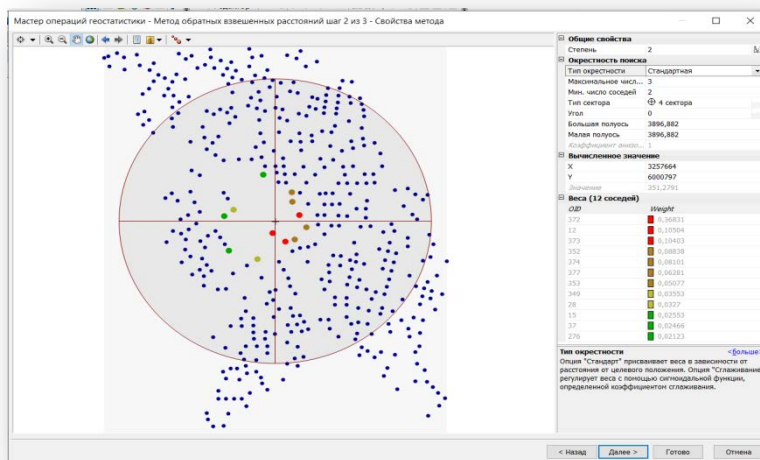 Мастер операций геостатистики - Метод обратных взвешенных расстояний шаг 2 из 3 - Свойства метода
Общие свойства
Степень 2
Окрестность поиска
Тип окрестности Стандартная
Максимальное числ... 3
Мин. число соседей 2
Тип сектора 4 сектора
Угол 0
Большая полуось 3896,882
Малая полуось 3896,882
Коэффициент анизо... 1
Вычисленное значение
X 3257664
Y 6000797
Значение 351,2791
Веса (12 соседей)
OID Weight
372 0,36831
12 0,10504
373 0,10403
352 0,08838
374 0,08101
377 0,06281
353 0,05077
349 0,03553
28 0,0327
15 0,02553
37 0,02466
276 0,02123
Тип окрестности <больше
Опция "Стандарт" присваивает веса в зависимости от
расстояния от целевого положения. Опция "Сглаживание
регулирует веса с помощью сигмоидальной функции,
определенной коэффициентом сглаживания.
< Назад Далее > Готово Отмена